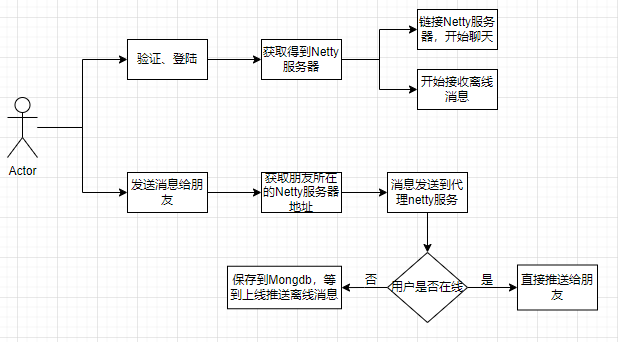 验证、登陆
获取得到Netty
服务器
链接Netty服务
器，开始聊天
开始接收离线
消息
Actor
发送消息给朋
友
获取朋友所在
的Netty服务器
地址
消息发送到代
理netty服务
用户是否在线
否
是
保存到Mongdb，等
到上线推送离线消息
直接推送给朋
友